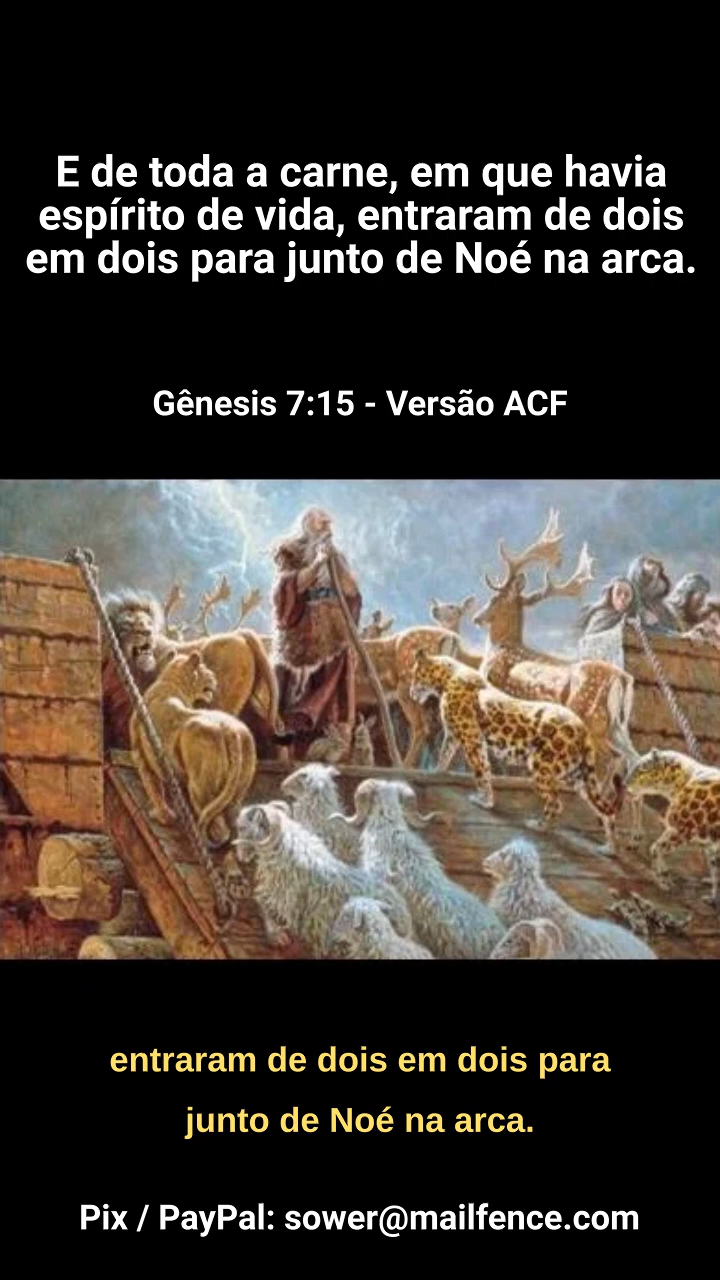 E de toda a carne, em que havia
espírito de vida, entraram de dois
em dois para junto de Noé na arca.
Gênesis 7:15 - Versão ACF
entraram de dois em dois para
junto de Noé na arca.
Pix / PayPal: sower@mailfence.com